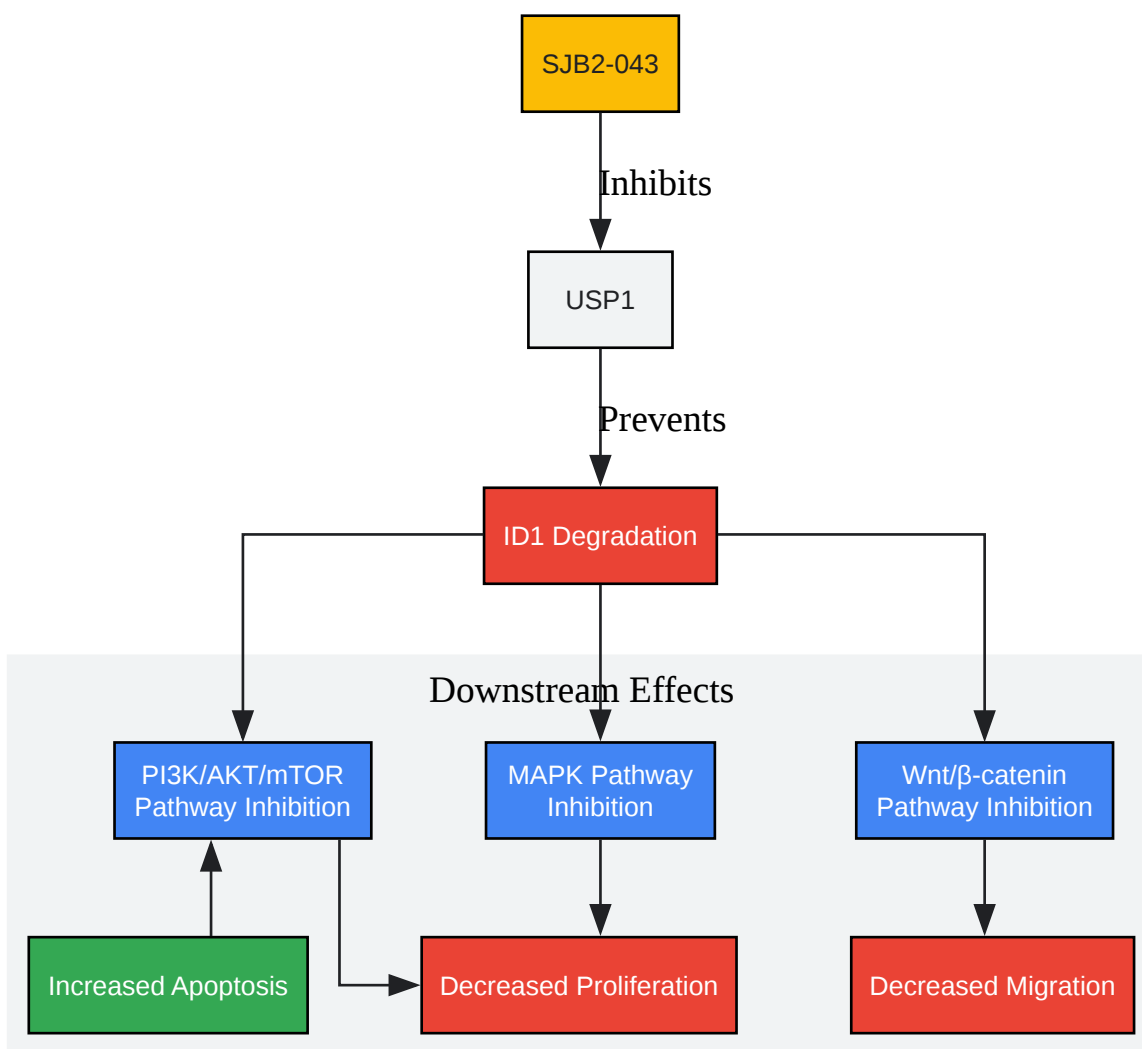 SJB2-043
Inhibits
USP1
Prevents
ID1 Degradation
Downstream Effects
PI3K/AKT/mTOR
Pathway Inhibition
MAPK Pathway
Inhibition
Wnt/β-catenin
Pathway Inhibition
Increased Apoptosis
Decreased Proliferation
Decreased Migration